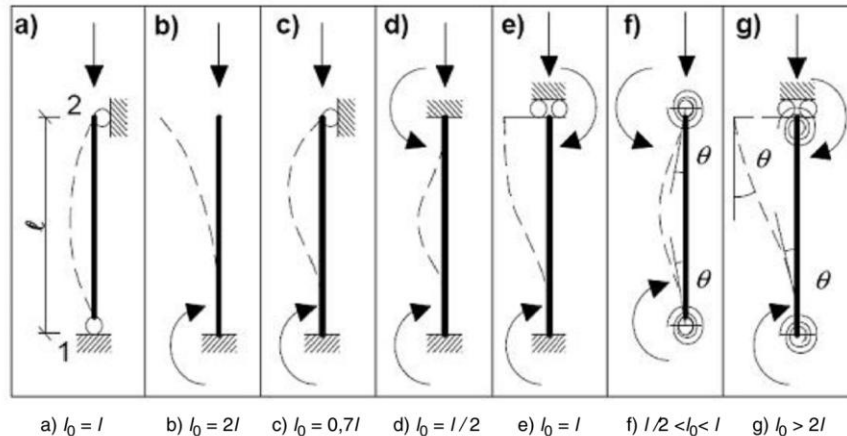 a) b) c) d) e) f) g)
2
θ θ
ℓ
θ θ
1
a) l₀ = l b) l₀ = 2l c) l₀ = 0,7l d) l₀ = l / 2 e) l₀ = l f) l /2 <l₀< l g) l₀ > 2l